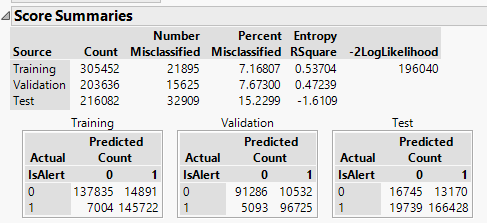 Score Summaries
Number Percent Entropy
Source Count Misclassified Misclassified RSquare -2LogLikelihood
Training 305452 21895 7.16807 0.53704 196040
Validation 203636 15625 7.67300 0.47239
Test 216082 32909 15.2299 -1.6109
Training Validation Test
Predicted Predicted Predicted
Actual Count Actual Count Actual Count
IsAlert 0 1 IsAlert 0 1 IsAlert 0 1
0 137835 14891 0 91286 10532 0 16745 13170
1 7004 145722 1 5093 96725 1 19739 166428